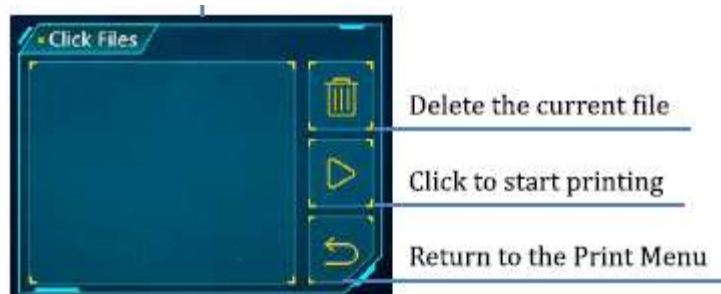 Click Files
Delete the current file
Click to start printing
Return to the Print Menu